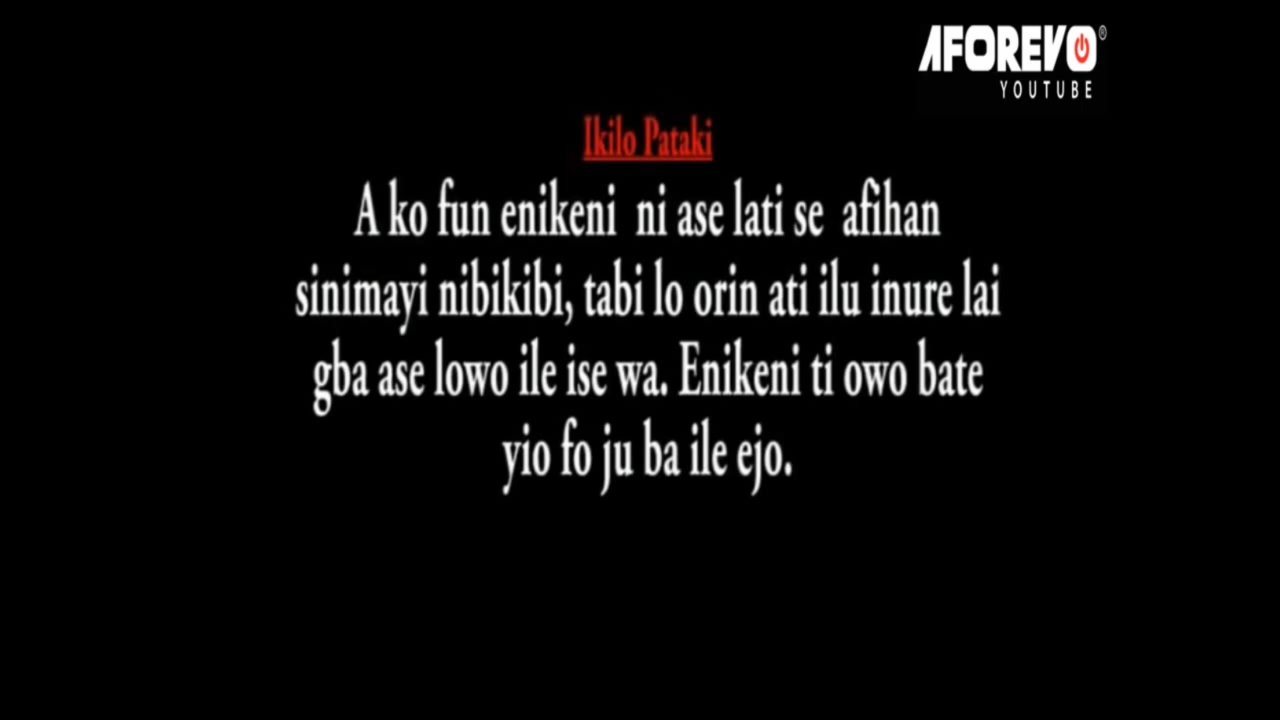 AFOREVO®
YOUTUBE
Ikilo Pataki
A ko fun enikeni ni ase lati se afihan
sinimayi nibikibi, tabi lo orin ati ilu inure lai
gba ase lowo ile ise wa. Enikeni ti owo bate
yio fo ju ba ile ejo.